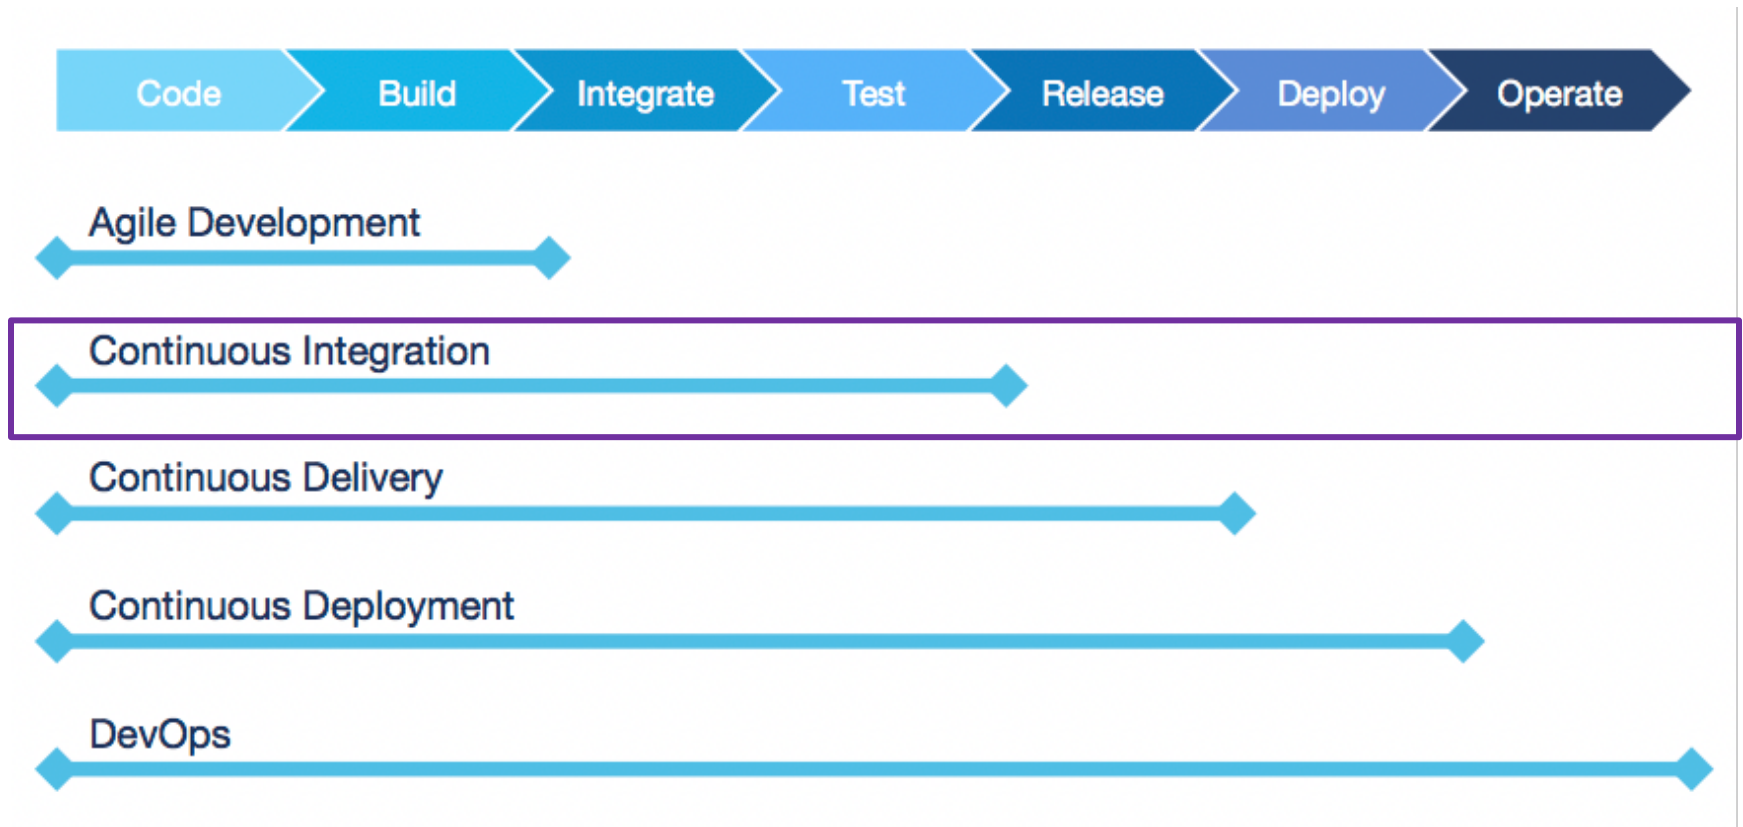 Code Build Integrate Test Release Deploy Operate
Agile Development
Continuous Integration
Continuous Delivery
Continuous Deployment
DevOps